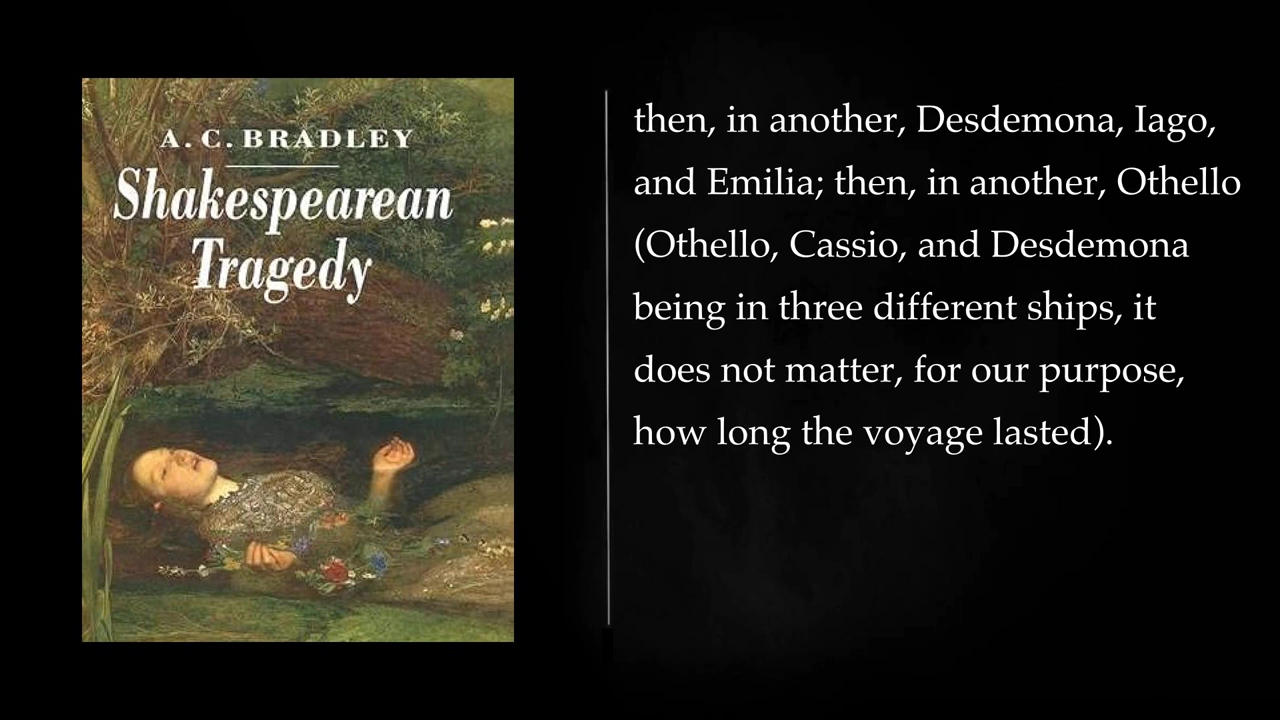 A. C. BRADLEY
Shakespearean
Tragedy
then, in another, Desdemona, Iago,
and Emilia; then, in another, Othello
(Othello, Cassio, and Desdemona
being in three different ships, it
does not matter, for our purpose,
how long the voyage lasted).